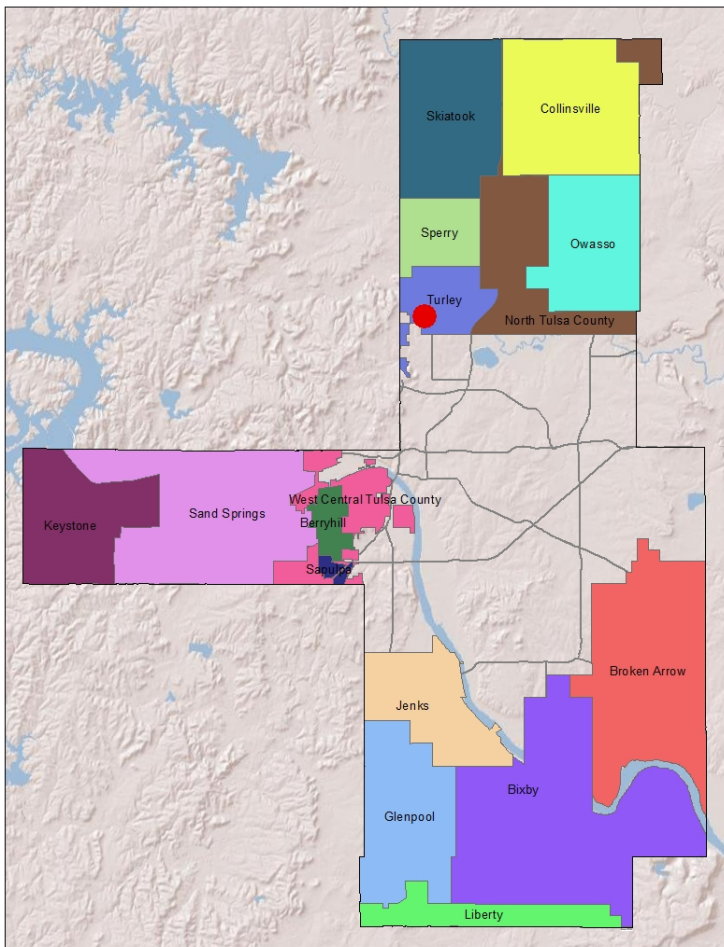 Skiatook
Collinsville
Sperry
Owasso
Turley
North Tulsa County
West Central Tulsa County
Keystone
Sand Springs
Berryhill
Sapulpa
Broken Arrow
Jenks
Bixby
Glenpool
Liberty